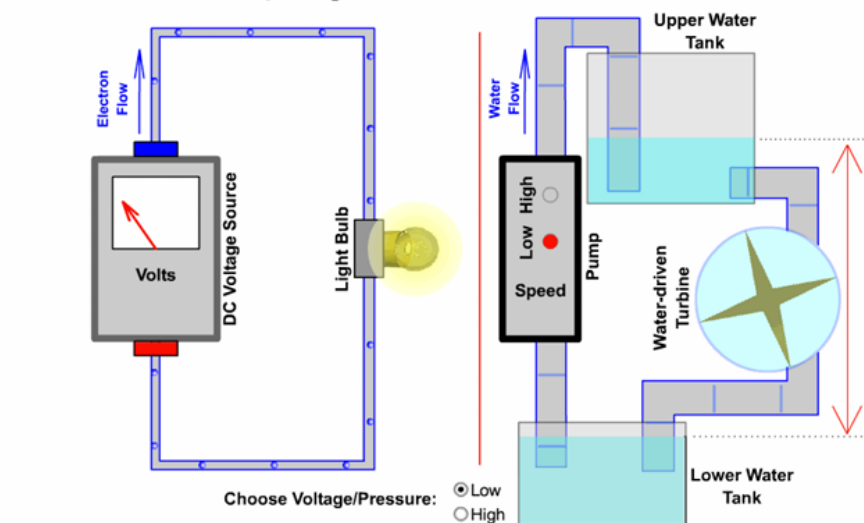 Upper Water
Tank
Electron
Flow
Water
Flow
Volts
DC Voltage Source
Light Bulb
High
Low
Speed
Pump
Water-driven
Turbine
Lower Water
Tank
Choose Voltage/Pressure:
Low
High